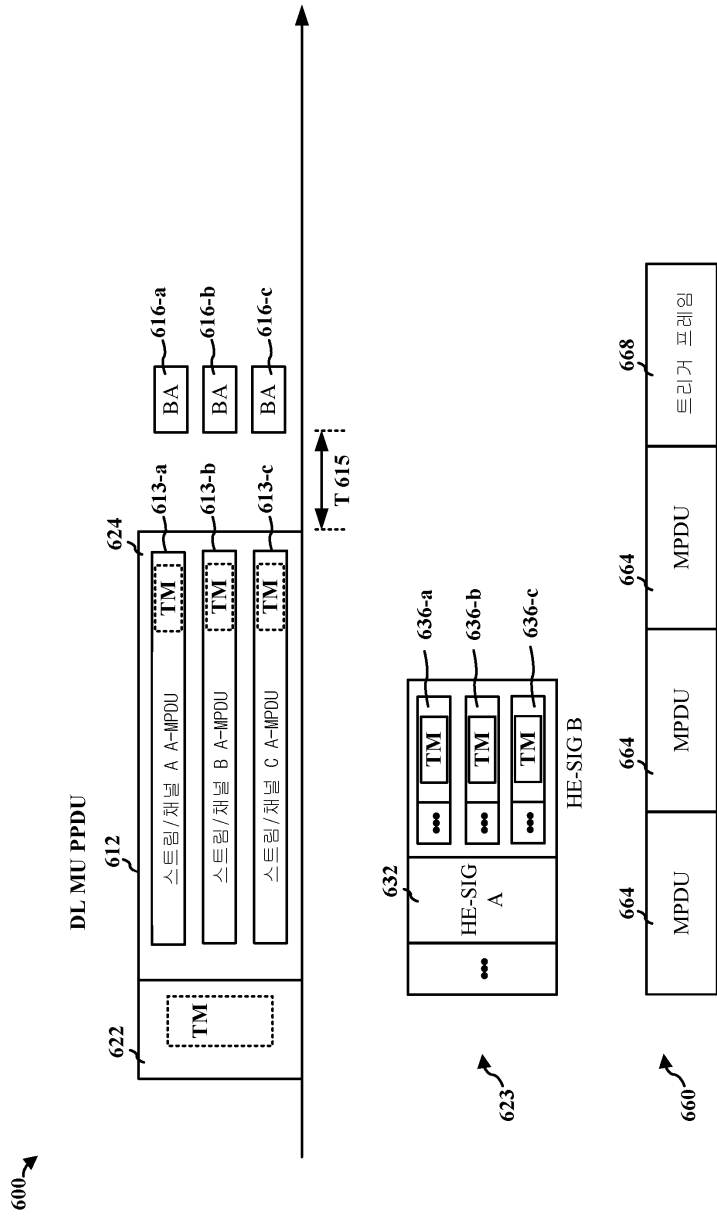 600
DL MU PPDU
622
TM
612
624
스트림/채널 A A-MPDU
TM
613-a
스트림/채널 B A-MPDU
TM
613-b
스트림/채널 C A-MPDU
TM
613-c
BA
616-a
BA
616-b
BA
616-c
T 615
623
•••
632
HE-SIG
A
•••
TM
636-a
•••
TM
636-b
•••
TM
636-c
HE-SIG B
660
664
MPDU
664
MPDU
664
MPDU
668
트리거 프레임